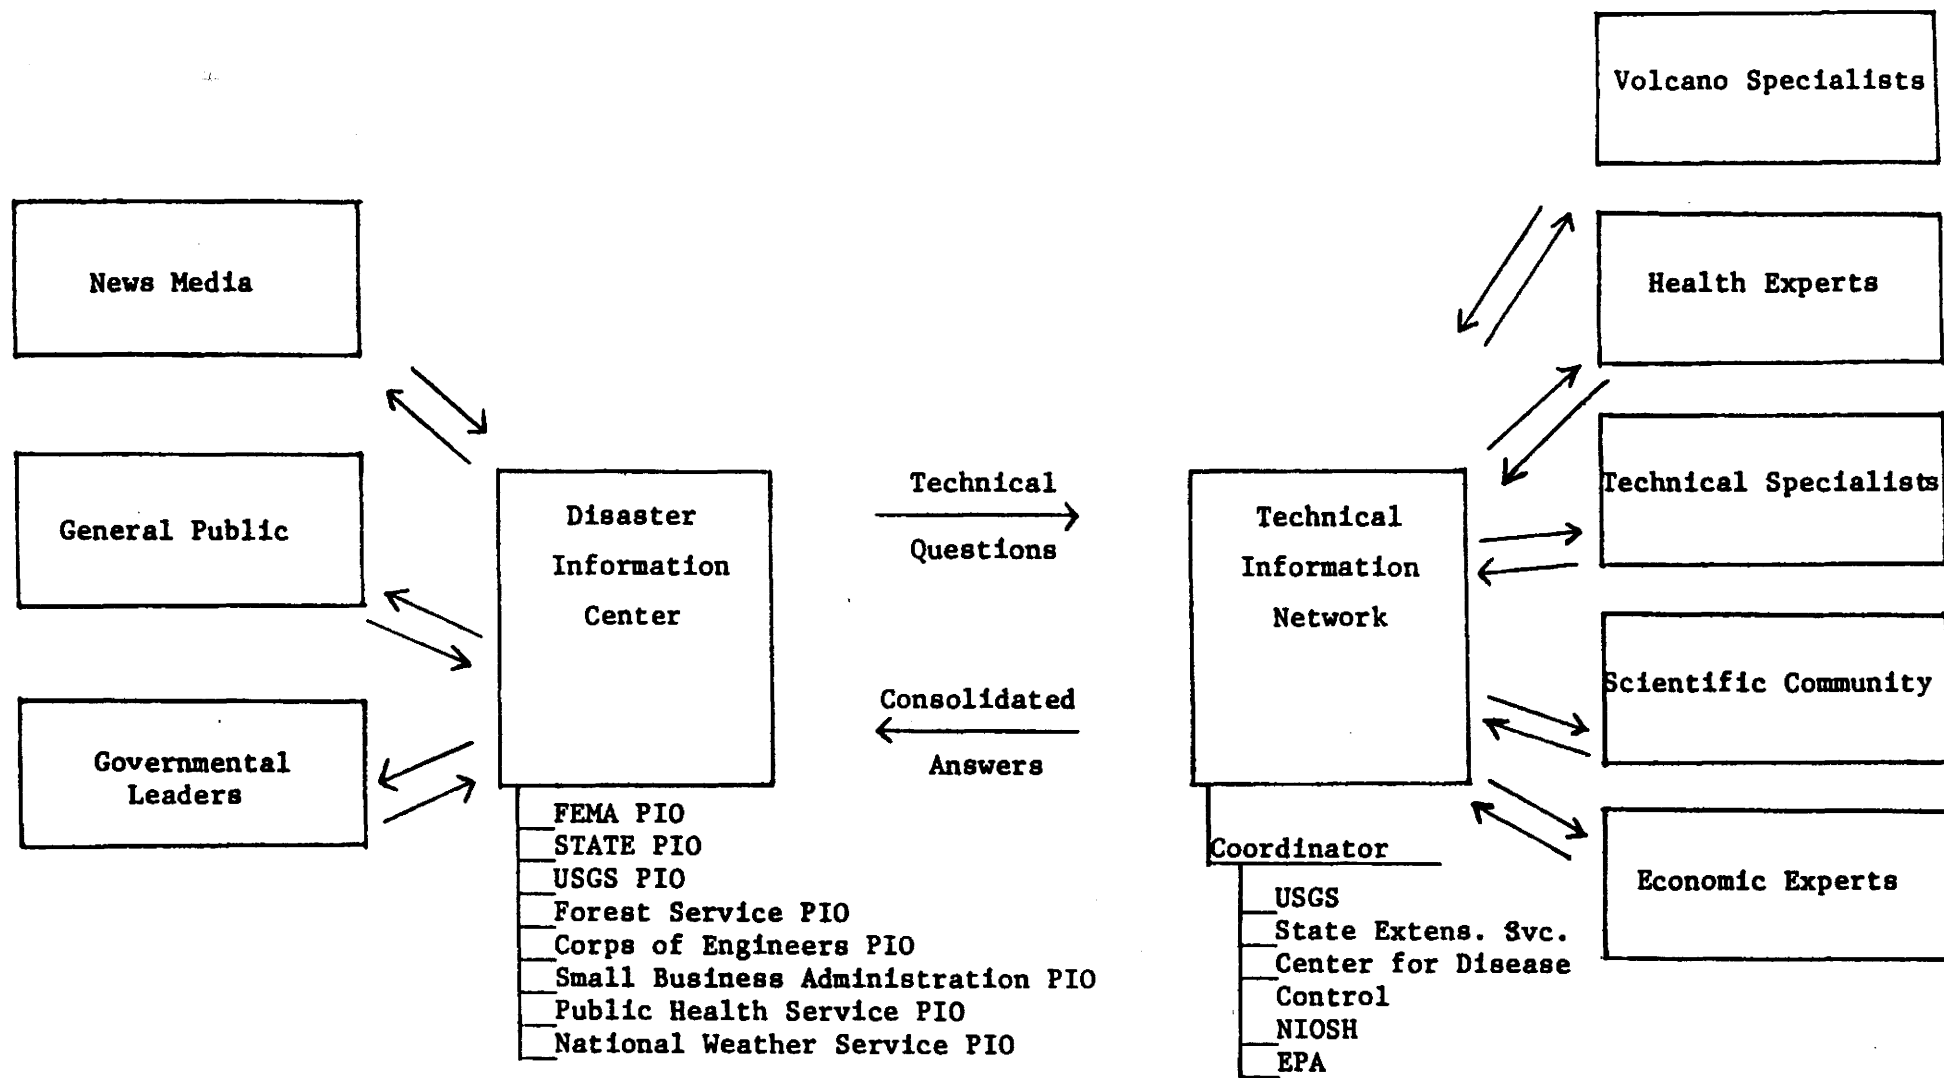 Volcano Specialists
News Media
Health Experts
General Public
Technical Specialists
Disaster
Information
Center
Technical
Questions
Technical
Information
Network
Scientific Community
Governmental
Leaders
Consolidated
Answers
FEMA PIO
STATE PIO
USGS PIO
Forest Service PIO
Corps of Engineers PIO
Small Business Administration PIO
Public Health Service PIO
National Weather Service PIO
Coordinator
USGS
State Extens. Svc.
Center for Disease
Control
NIOSH
EPA
Economic Experts